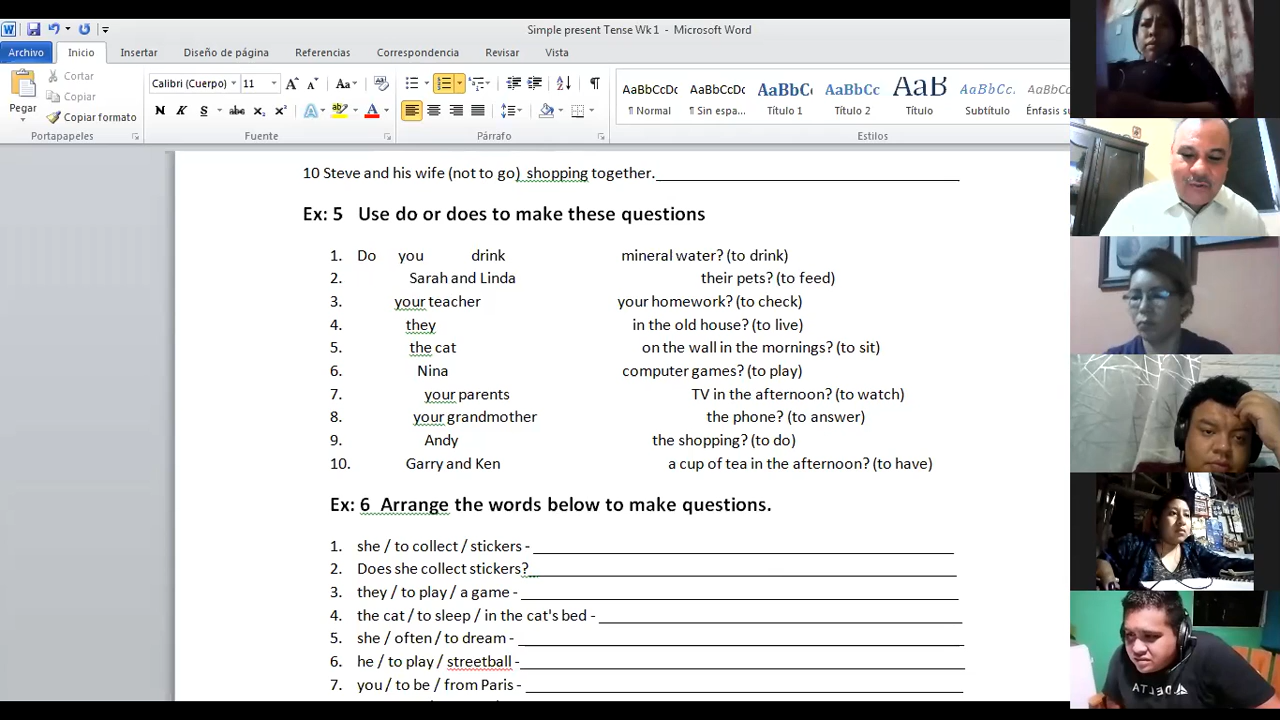 Simple present Tense Wk1 - Microsoft Word
Archivo Inicio Insertar Diseño de página Referencias Correspondencia Revisar Vista
Pegar
Cortar
Copiar
Copiar formato
Calibri (Cuerpo) 11
N K S abc x₂ x²
AaBbCcDc AaBbCcDc AaBbC AaBbCc AaB AaBbCc AaBbCc
¶ Normal ¶ Sin espa... Título 1 Título 2 Título Subtítulo Énfasis su
Portapapeles Fuente Párrafo Estilos
10 Steve and his wife (not to go) shopping together.
Ex: 5 Use do or does to make these questions
1. Do you drink mineral water? (to drink)
2. Sarah and Linda their pets? (to feed)
3. your teacher your homework? (to check)
4. they in the old house? (to live)
5. the cat on the wall in the mornings? (to sit)
6. Nina computer games? (to play)
7. your parents TV in the afternoon? (to watch)
8. your grandmother the phone? (to answer)
9. Andy the shopping? (to do)
10. Garry and Ken a cup of tea in the afternoon? (to have)
Ex: 6 Arrange the words below to make questions.
1. she / to collect / stickers -
2. Does she collect stickers?
3. they / to play / a game -
4. the cat / to sleep / in the cat's bed -
5. she / often / to dream -
6. he / to play / streetball -
7. you / to be / from Paris -
DELTA